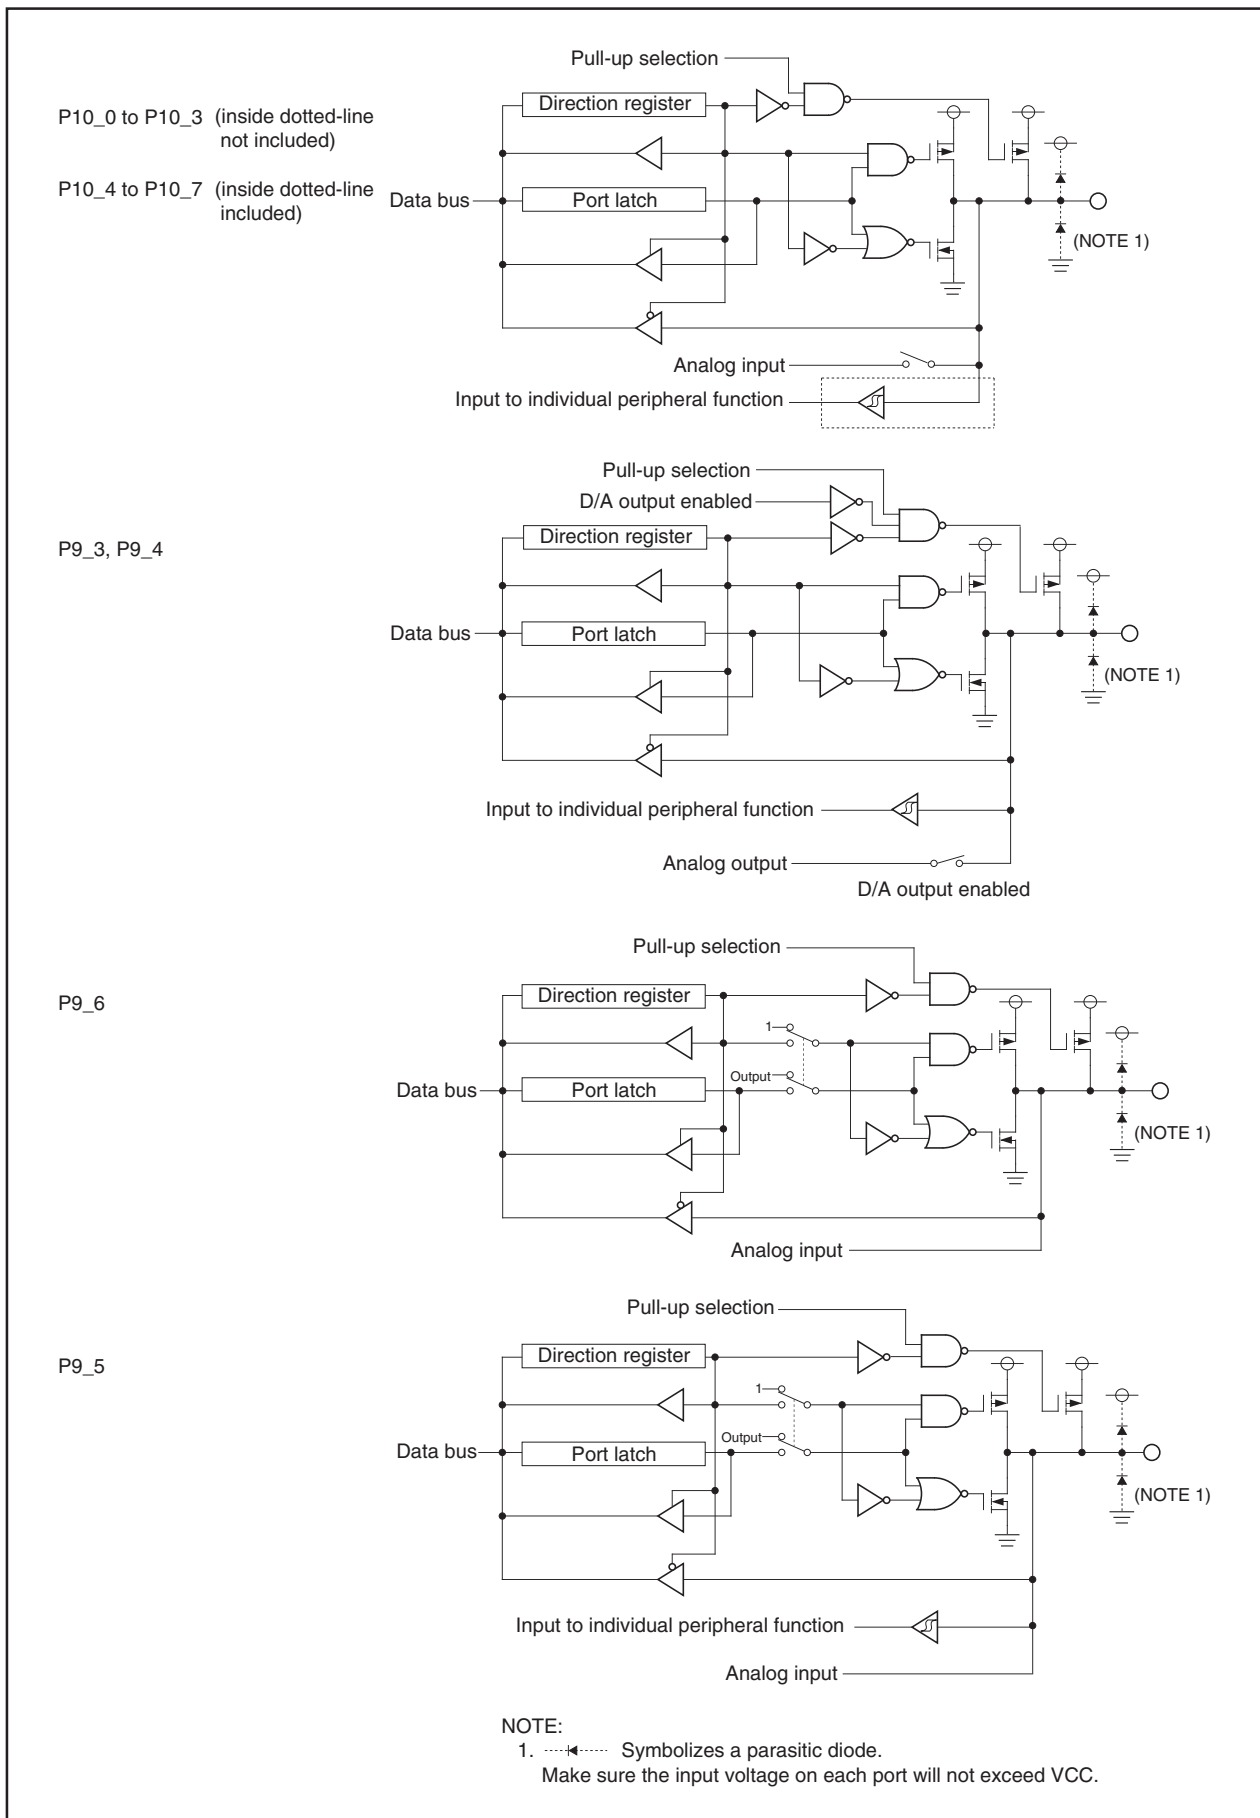 Pull-up selection
P10_0 to P10_3 (inside dotted-line
not included)
Direction register
P10_4 to P10_7 (inside dotted-line
included)
Data bus
Port latch
(NOTE 1)
Analog input
Input to individual peripheral function
Pull-up selection
D/A output enabled
P9_3, P9_4
Direction register
Data bus
Port latch
(NOTE 1)
Input to individual peripheral function
Analog output
D/A output enabled
Pull-up selection
P9_6
Direction register
1
Output
Data bus
Port latch
(NOTE 1)
Analog input
Pull-up selection
P9_5
Direction register
1
Output
Data bus
Port latch
(NOTE 1)
Input to individual peripheral function
Analog input
NOTE:
1. Symbolizes a parasitic diode.
Make sure the input voltage on each port will not exceed VCC.